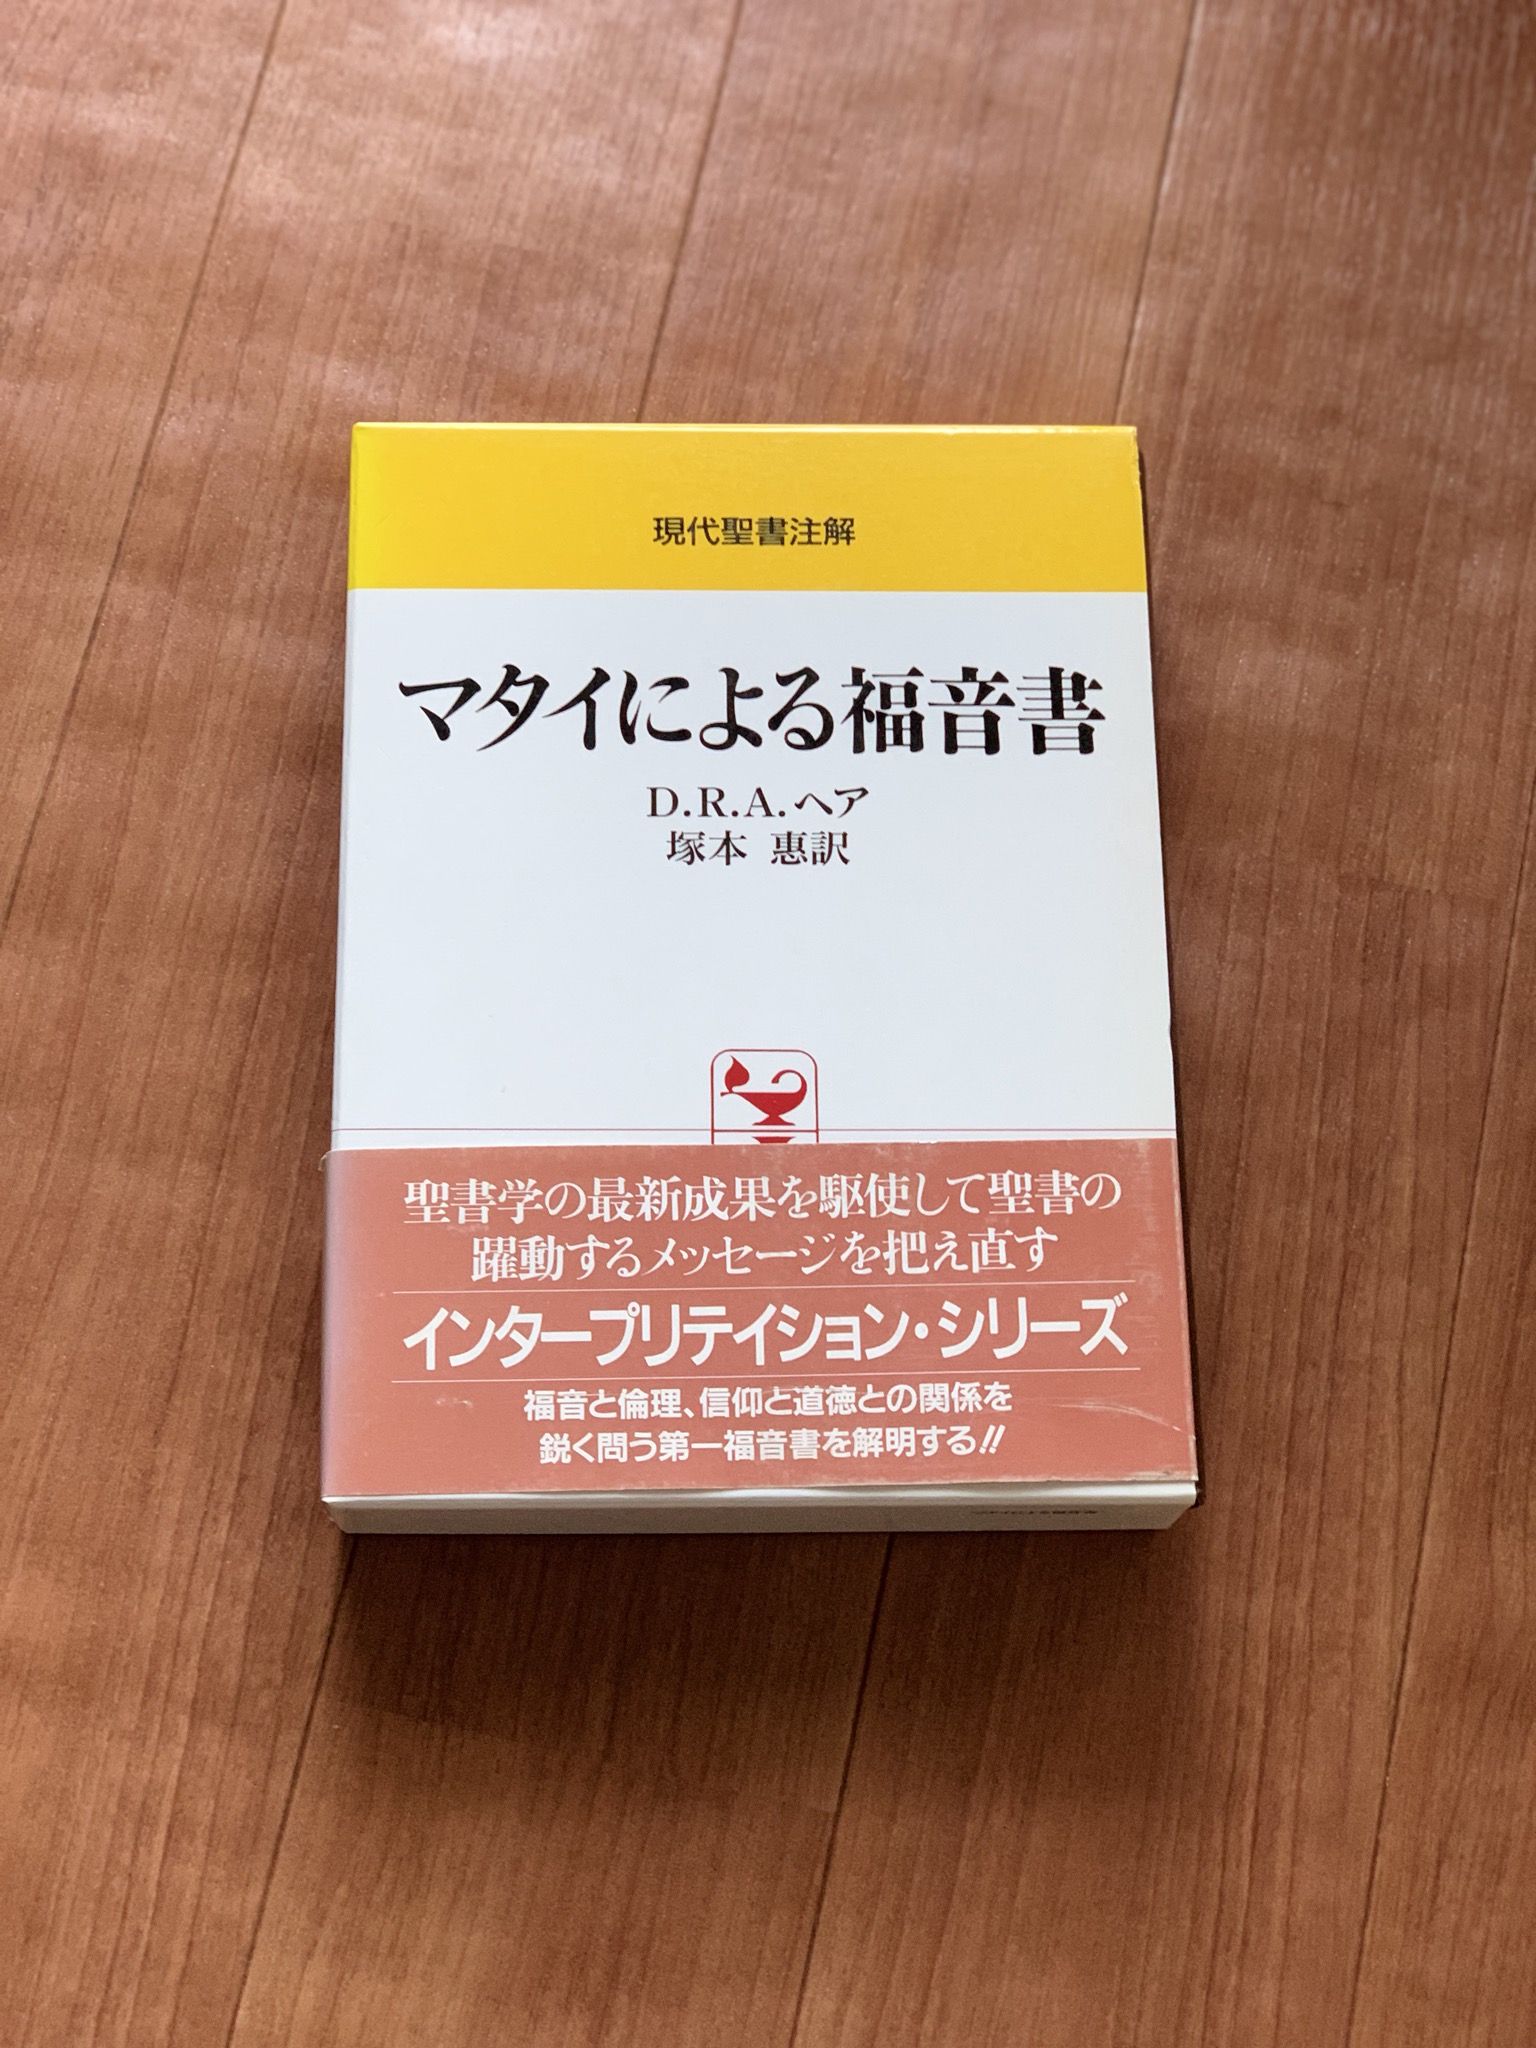 現代聖書注解
マタイによる福音書
D.R.A.ヘア
塚本 惠訳
聖書学の最新成果を駆使して聖書の
躍動するメッセージを把え直す
インタープリテイション・シリーズ
福音と倫理、信仰と道徳との関係を
鋭く問う第一福音書を解明する!!